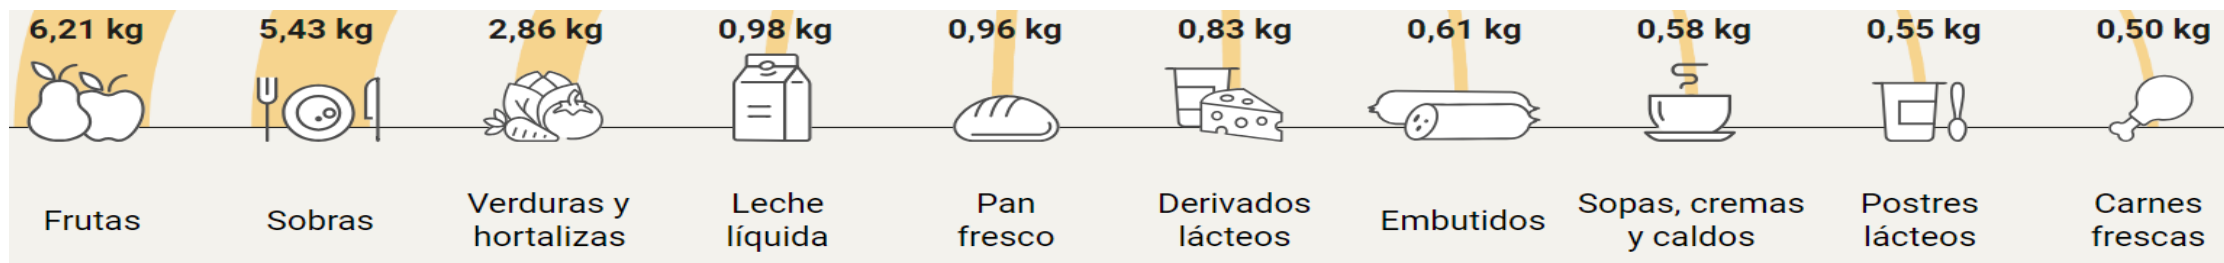 6,21 kg
5,43 kg
2,86 kg
0,98 kg
0,96 kg
0,83 kg
0,61 kg
0,58 kg
0,55 kg
0,50 kg
Frutas
Sobras
Verduras y
hortalizas
Leche
líquida
Pan
fresco
Derivados
lácteos
Embutidos
Sopas, cremas
y caldos
Postres
lácteos
Carnes
frescas